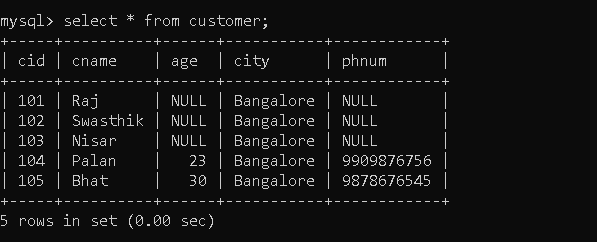 mysql> select * from customer;
+-----+----------+------+-----------+------------+
| cid | cname    | age  | city      | phnum      |
+-----+----------+------+-----------+------------+
| 101 | Raj      | NULL | Bangalore | NULL       |
| 102 | Swasthik | NULL | Bangalore | NULL       |
| 103 | Nisar    | NULL | Bangalore | NULL       |
| 104 | Palan    |   23 | Bangalore | 9909876756 |
| 105 | Bhat     |   30 | Bangalore | 9878676545 |
+-----+----------+------+-----------+------------+
5 rows in set (0.00 sec)